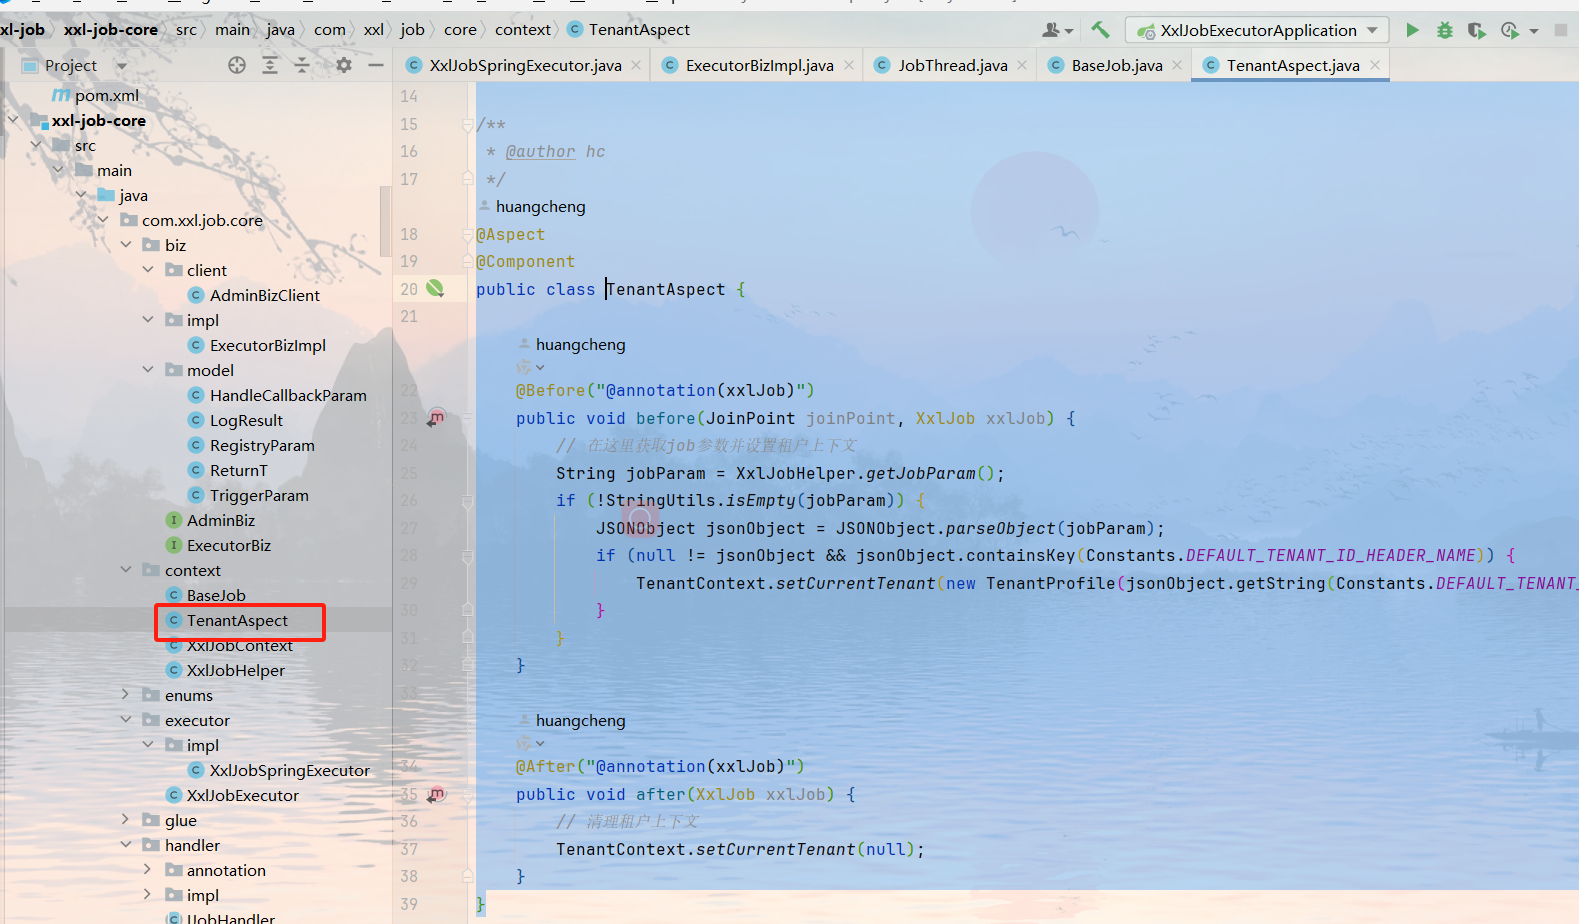 xl-job
xxl-job-core
src
main
java
com
xxl
job
core
context
TenantAspect
XxlJobExecutorApplication
Project
XxlJobSpringExecutor.java
ExecutorBizImpl.java
JobThread.java
BaseJob.java
TenantAspect.java
pom.xml
xxl-job-core
src
main
java
com.xxl.job.core
biz
client
AdminBizClient
impl
ExecutorBizImpl
model
HandleCallbackParam
LogResult
RegistryParam
ReturnT
TriggerParam
AdminBiz
ExecutorBiz
context
BaseJob
TenantAspect
XxlJobContext
XxlJobHelper
enums
executor
impl
XxlJobSpringExecutor
XxlJobExecutor
glue
handler
annotation
impl
IJobHandler
14
15 /**
16 * @author hc
17 */
huangcheng
18 @Aspect
19 @Component
20 public class TenantAspect {
21
huangcheng
22 @Before("@annotation(xxlJob)")
23 public void before(JoinPoint joinPoint, XxlJob xxlJob) {
24 // 在这里获取job参数并设置租户上下文
25 String jobParam = XxlJobHelper.getJobParam();
26 if (!StringUtils.isEmpty(jobParam)) {
27 JSONObject jsonObject = JSONObject.parseObject(jobParam);
28 if (null != jsonObject && jsonObject.containsKey(Constants.DEFAULT_TENANT_ID_HEADER_NAME)) {
29 TenantContext.setCurrentTenant(new TenantProfile(jsonObject.getString(Constants.DEFAULT_TENANT_
30 }
31 }
32 }
33
huangcheng
34 @After("@annotation(xxlJob)")
35 public void after(XxlJob xxlJob) {
36 // 清理租户上下文
37 TenantContext.setCurrentTenant(null);
38 }
39 }